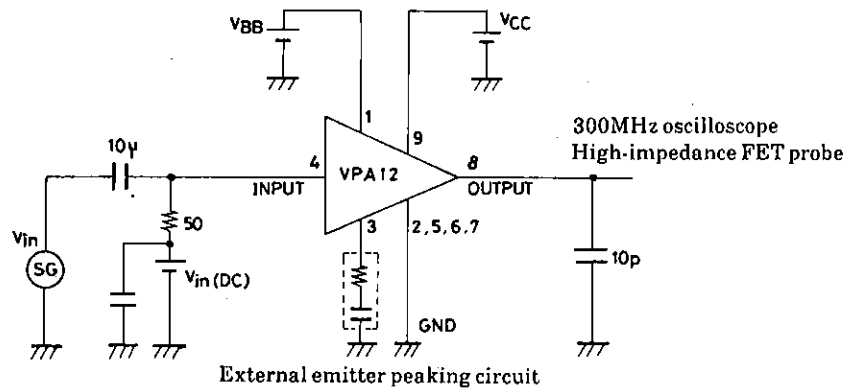 VBB
VCC
1
9
300MHz oscilloscope
High-impedance FET probe
10μ
4
VPA12
8
INPUT
OUTPUT
50
3
2,5,6,7
Vin
SG
Vin(DC)
10p
GND
External emitter peaking circuit